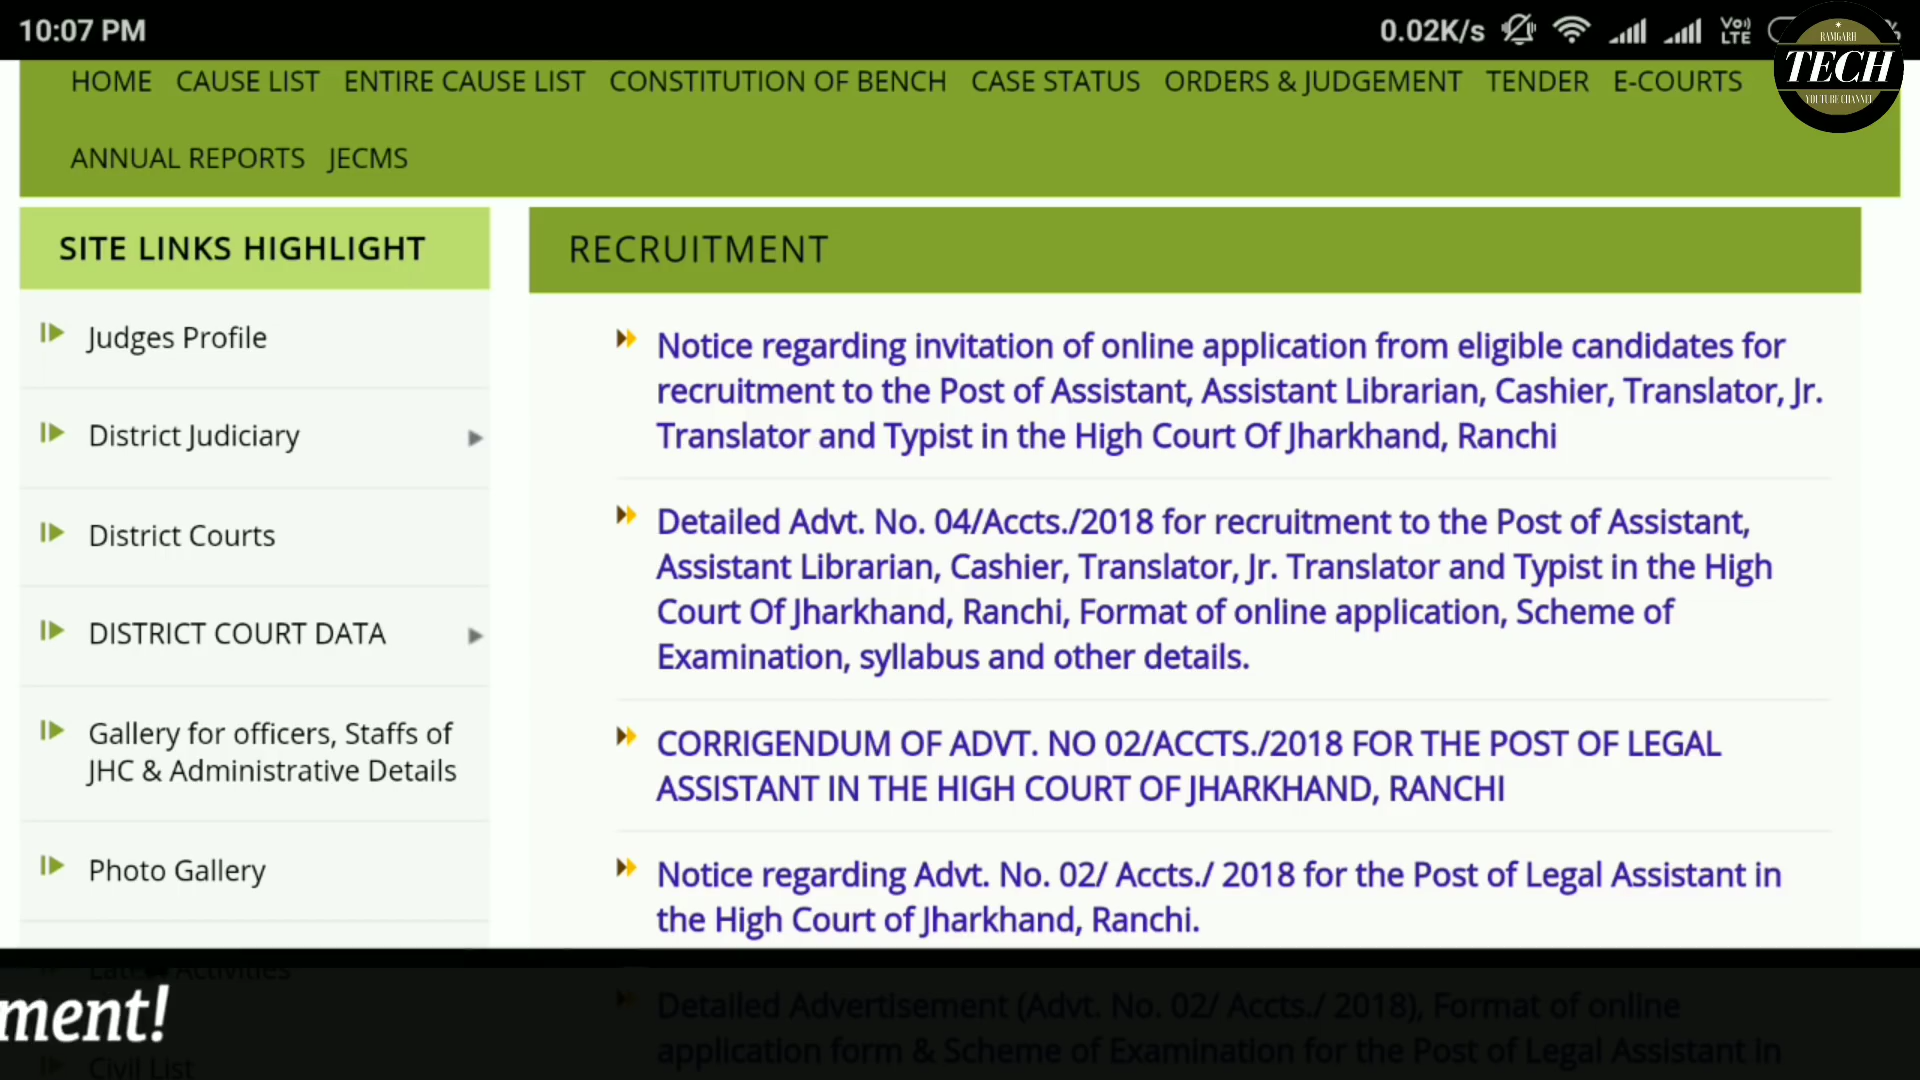 10:07 PM
0.02K/s
Vo) LTE
RAMGARH
TECH
YOUTUBE CHANNEL
HOME CAUSE LIST ENTIRE CAUSE LIST CONSTITUTION OF BENCH CASE STATUS ORDERS & JUDGEMENT TENDER E-COURTS
ANNUAL REPORTS JECMS
SITE LINKS HIGHLIGHT
Judges Profile
District Judiciary
District Courts
DISTRICT COURT DATA
Gallery for officers, Staffs of
JHC & Administrative Details
Photo Gallery
Latest Activities
Civil List
RECRUITMENT
Notice regarding invitation of online application from eligible candidates for
recruitment to the Post of Assistant, Assistant Librarian, Cashier, Translator, Jr.
Translator and Typist in the High Court Of Jharkhand, Ranchi
Detailed Advt. No. 04/Accts./2018 for recruitment to the Post of Assistant,
Assistant Librarian, Cashier, Translator, Jr. Translator and Typist in the High
Court Of Jharkhand, Ranchi, Format of online application, Scheme of
Examination, syllabus and other details.
CORRIGENDUM OF ADVT. NO 02/ACCTS./2018 FOR THE POST OF LEGAL
ASSISTANT IN THE HIGH COURT OF JHARKHAND, RANCHI
Notice regarding Advt. No. 02/ Accts./ 2018 for the Post of Legal Assistant in
the High Court of Jharkhand, Ranchi.
Detailed Advertisement (Advt. No. 02/ Accts./ 2018), Format of online
application form & Scheme of Examination for the Post of Legal Assistant in
ment!